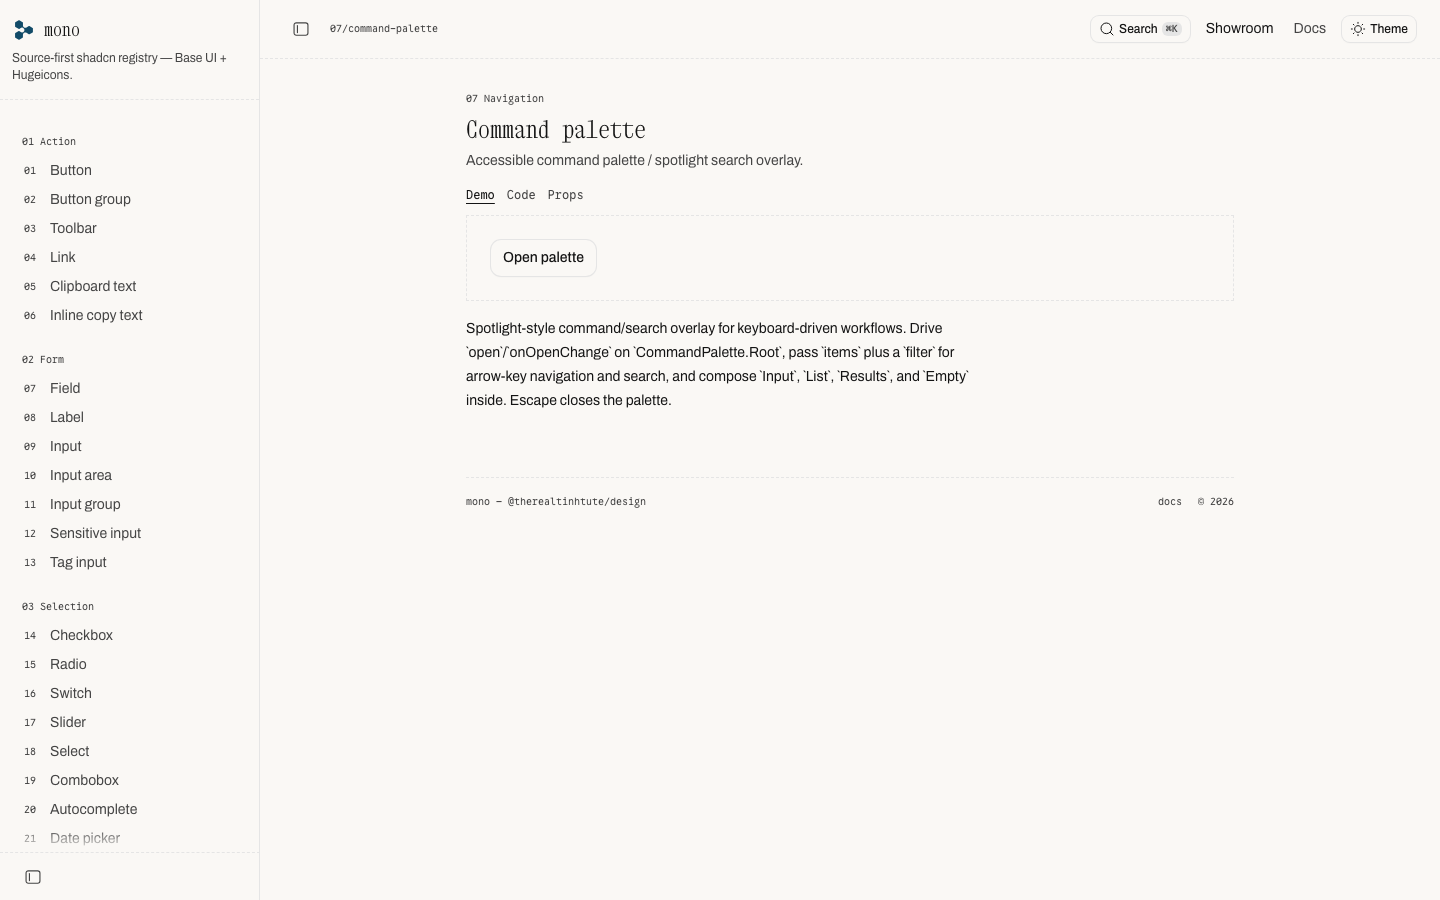 mono
Source-first shadcn registry — Base UI +
Hugeicons.
01 Action
01 Button
02 Button group
03 Toolbar
04 Link
05 Clipboard text
06 Inline copy text
02 Form
07 Field
08 Label
09 Input
10 Input area
11 Input group
12 Sensitive input
13 Tag input
03 Selection
14 Checkbox
15 Radio
16 Switch
17 Slider
18 Select
19 Combobox
20 Autocomplete
21 Date picker
07/command-palette
Search ⌘K
Showroom
Docs
Theme
07 Navigation
Command palette
Accessible command palette / spotlight search overlay.
Demo Code Props
Open palette
Spotlight-style command/search overlay for keyboard-driven workflows. Drive
`open`/`onOpenChange` on `CommandPalette.Root`, pass `items` plus a `filter` for
arrow-key navigation and search, and compose `Input`, `List`, `Results`, and `Empty`
inside. Escape closes the palette.
mono — @therealtinhtute/design
docs © 2026